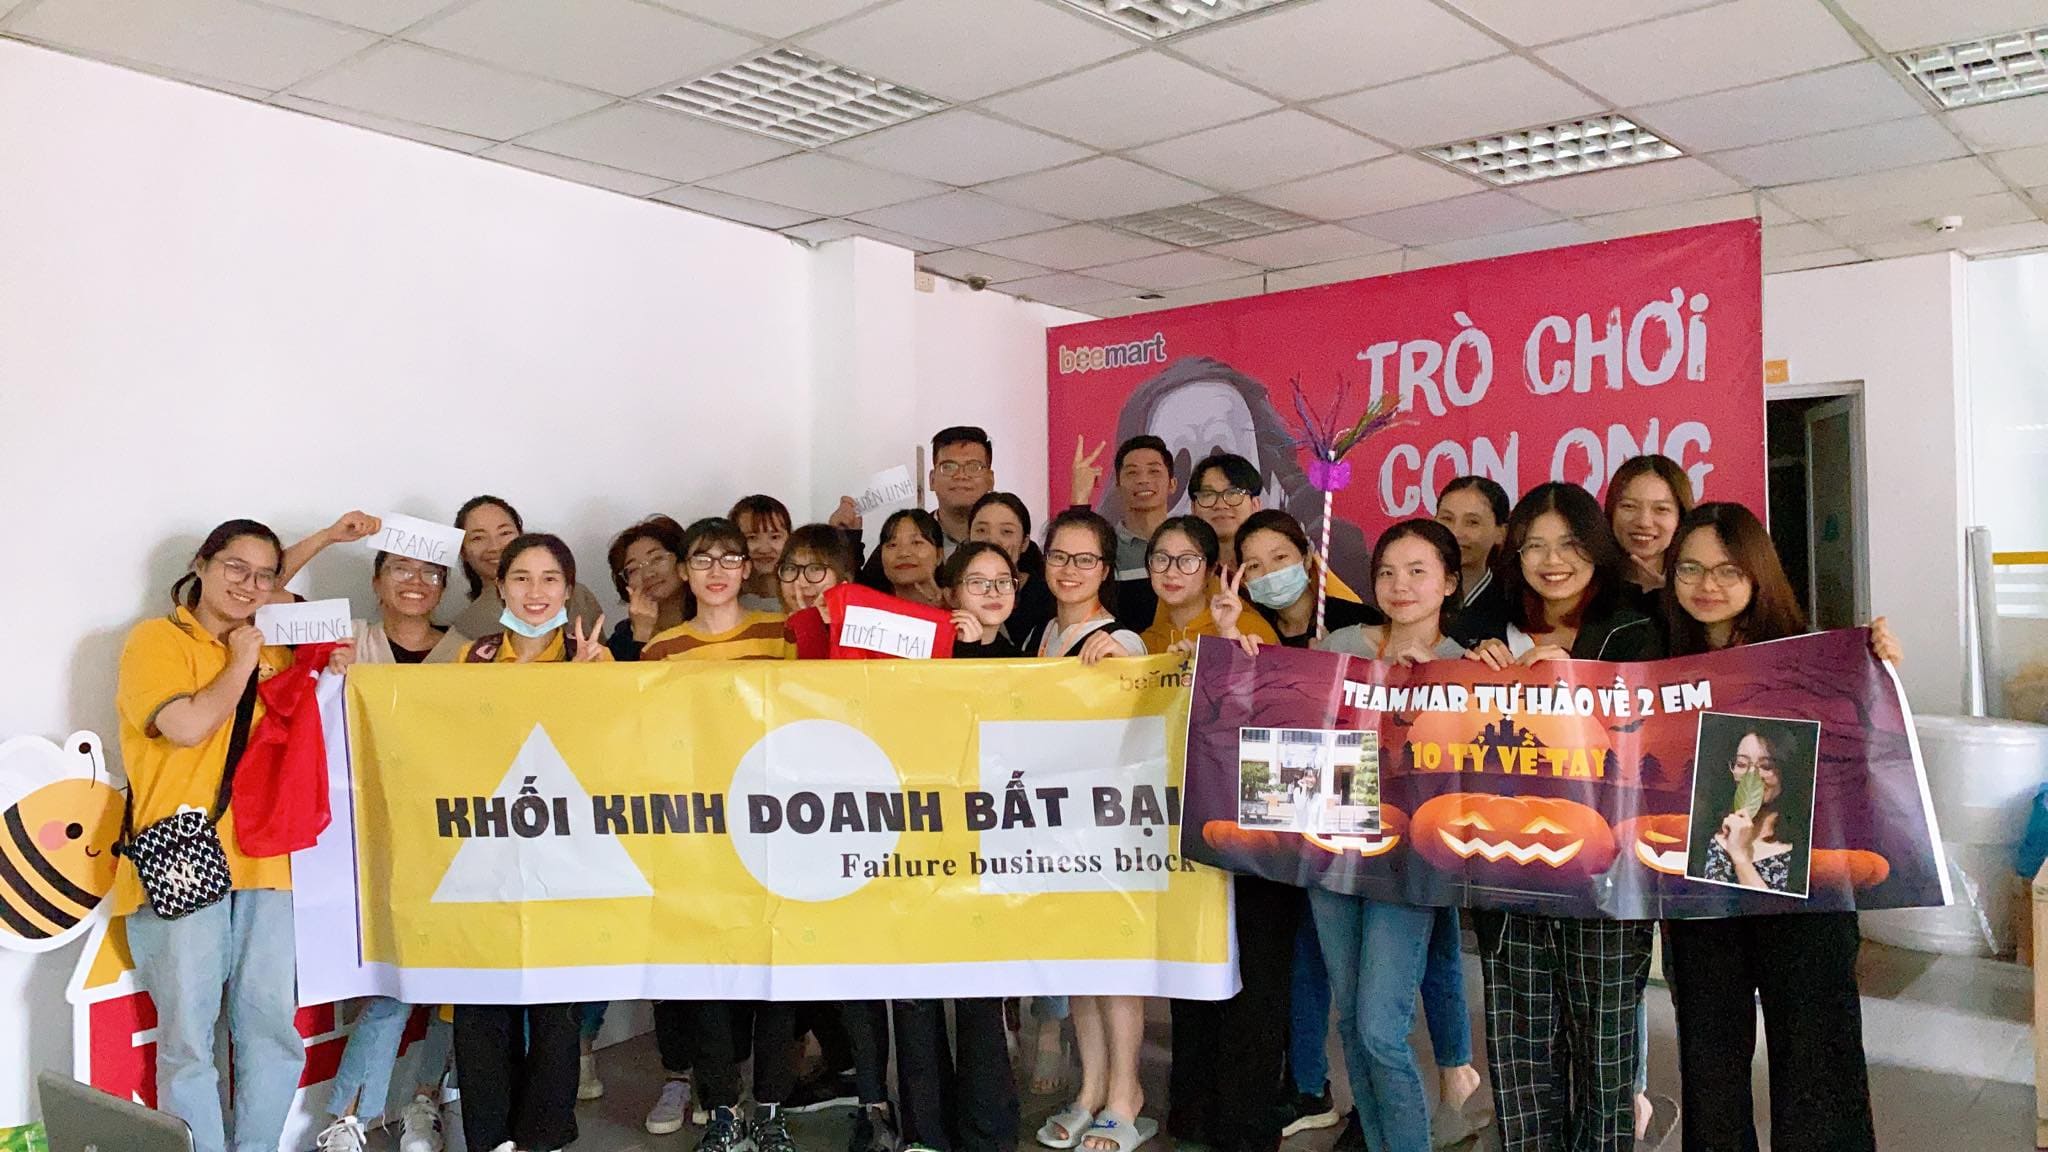 beemart
TRÒ CHƠI
CON ONG
TRANG
NHUNG
LINH
TUYẾT MAI
KHỐI KINH DOANH BẤT BẠI
Failure business block
TEAM MAR TỰ HÀO VỀ 2 EM
10 TỶ VỀ TAY